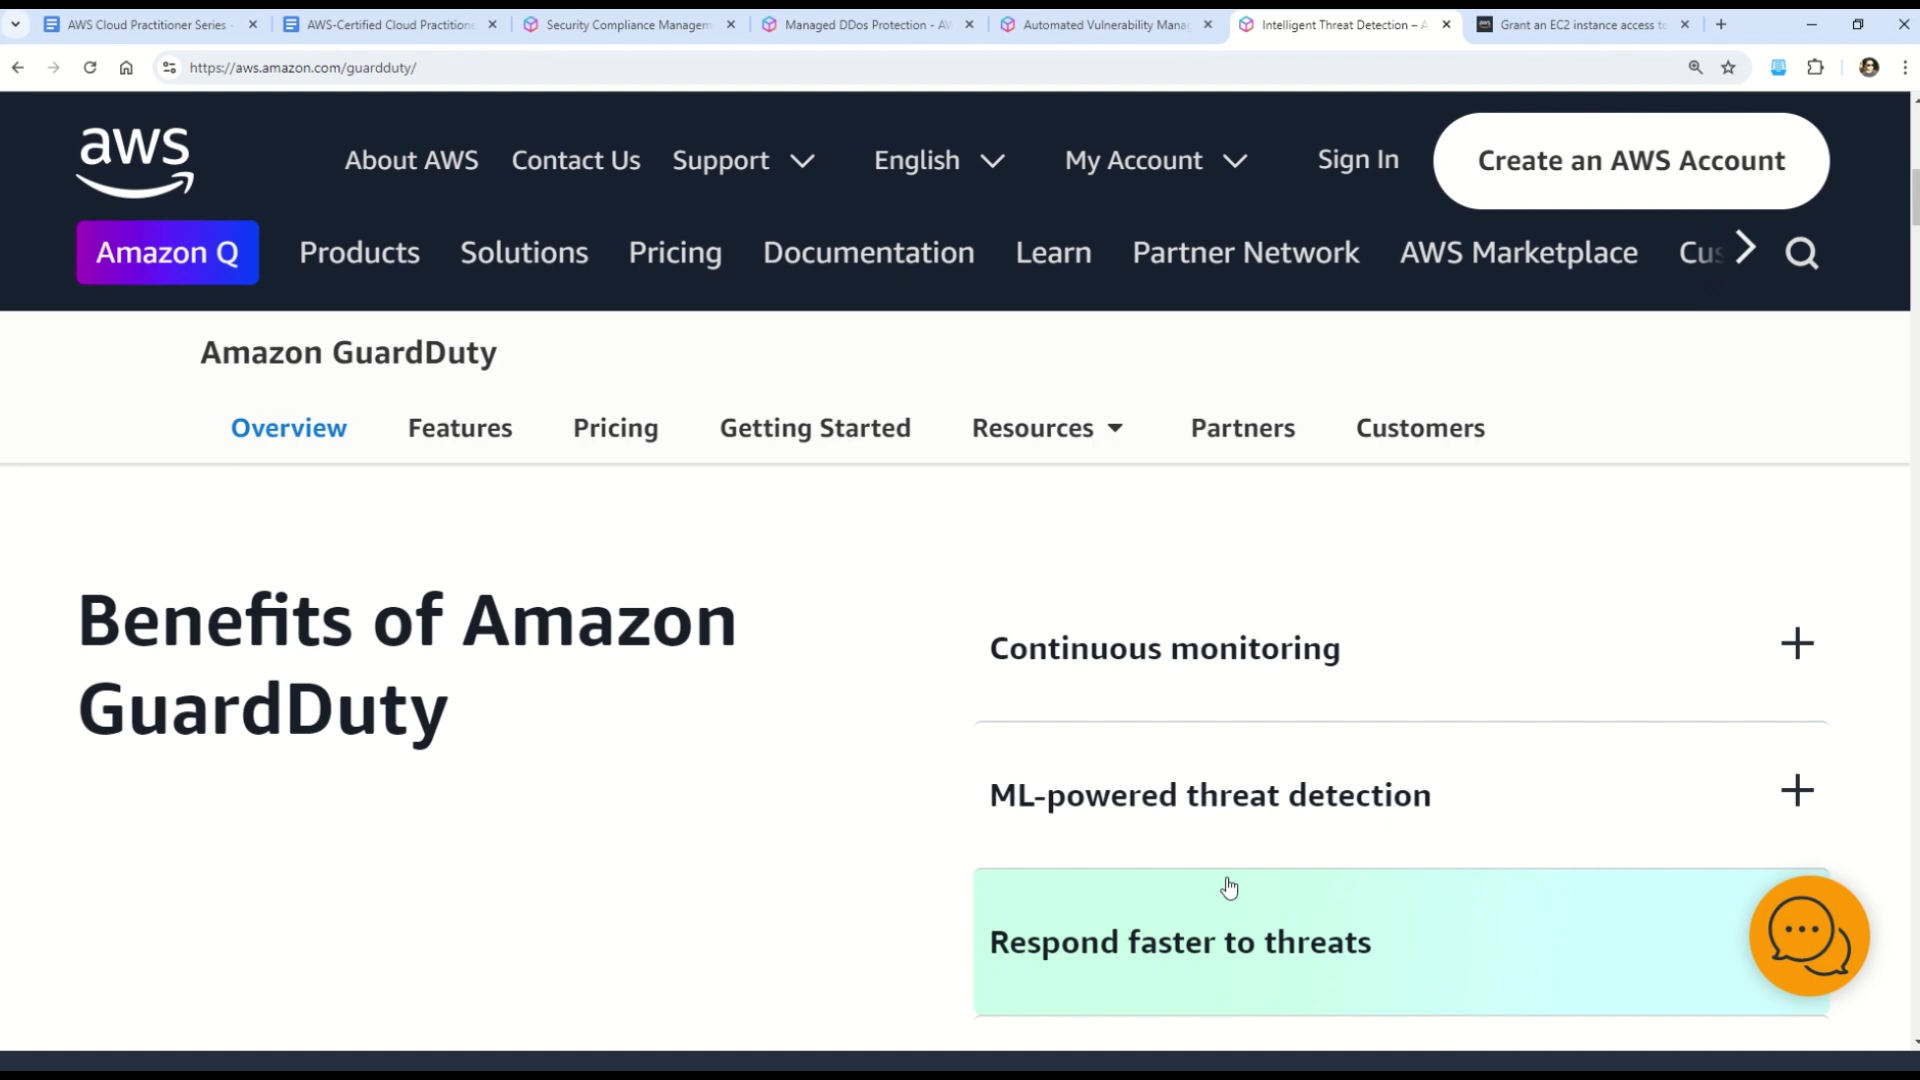 AWS Cloud Practitioner Series
AWS-Certified Cloud Practitione
Security Compliance Managem
Managed DDos Protection - AW
Automated Vulnerability Manag
Intelligent Threat Detection – A
Grant an EC2 instance access to
https://aws.amazon.com/guardduty/
aws
About AWS
Contact Us
Support
English
My Account
Sign In
Create an AWS Account
Amazon Q
Products
Solutions
Pricing
Documentation
Learn
Partner Network
AWS Marketplace
Cus
Amazon GuardDuty
Overview
Features
Pricing
Getting Started
Resources
Partners
Customers
Benefits of Amazon
GuardDuty
Continuous monitoring
ML-powered threat detection
Respond faster to threats